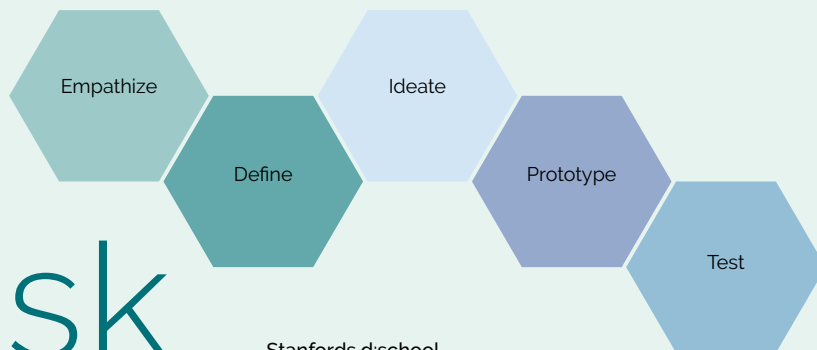 Empathize
Ideate
Define
Prototype
Test
sk
Stanfords d:school